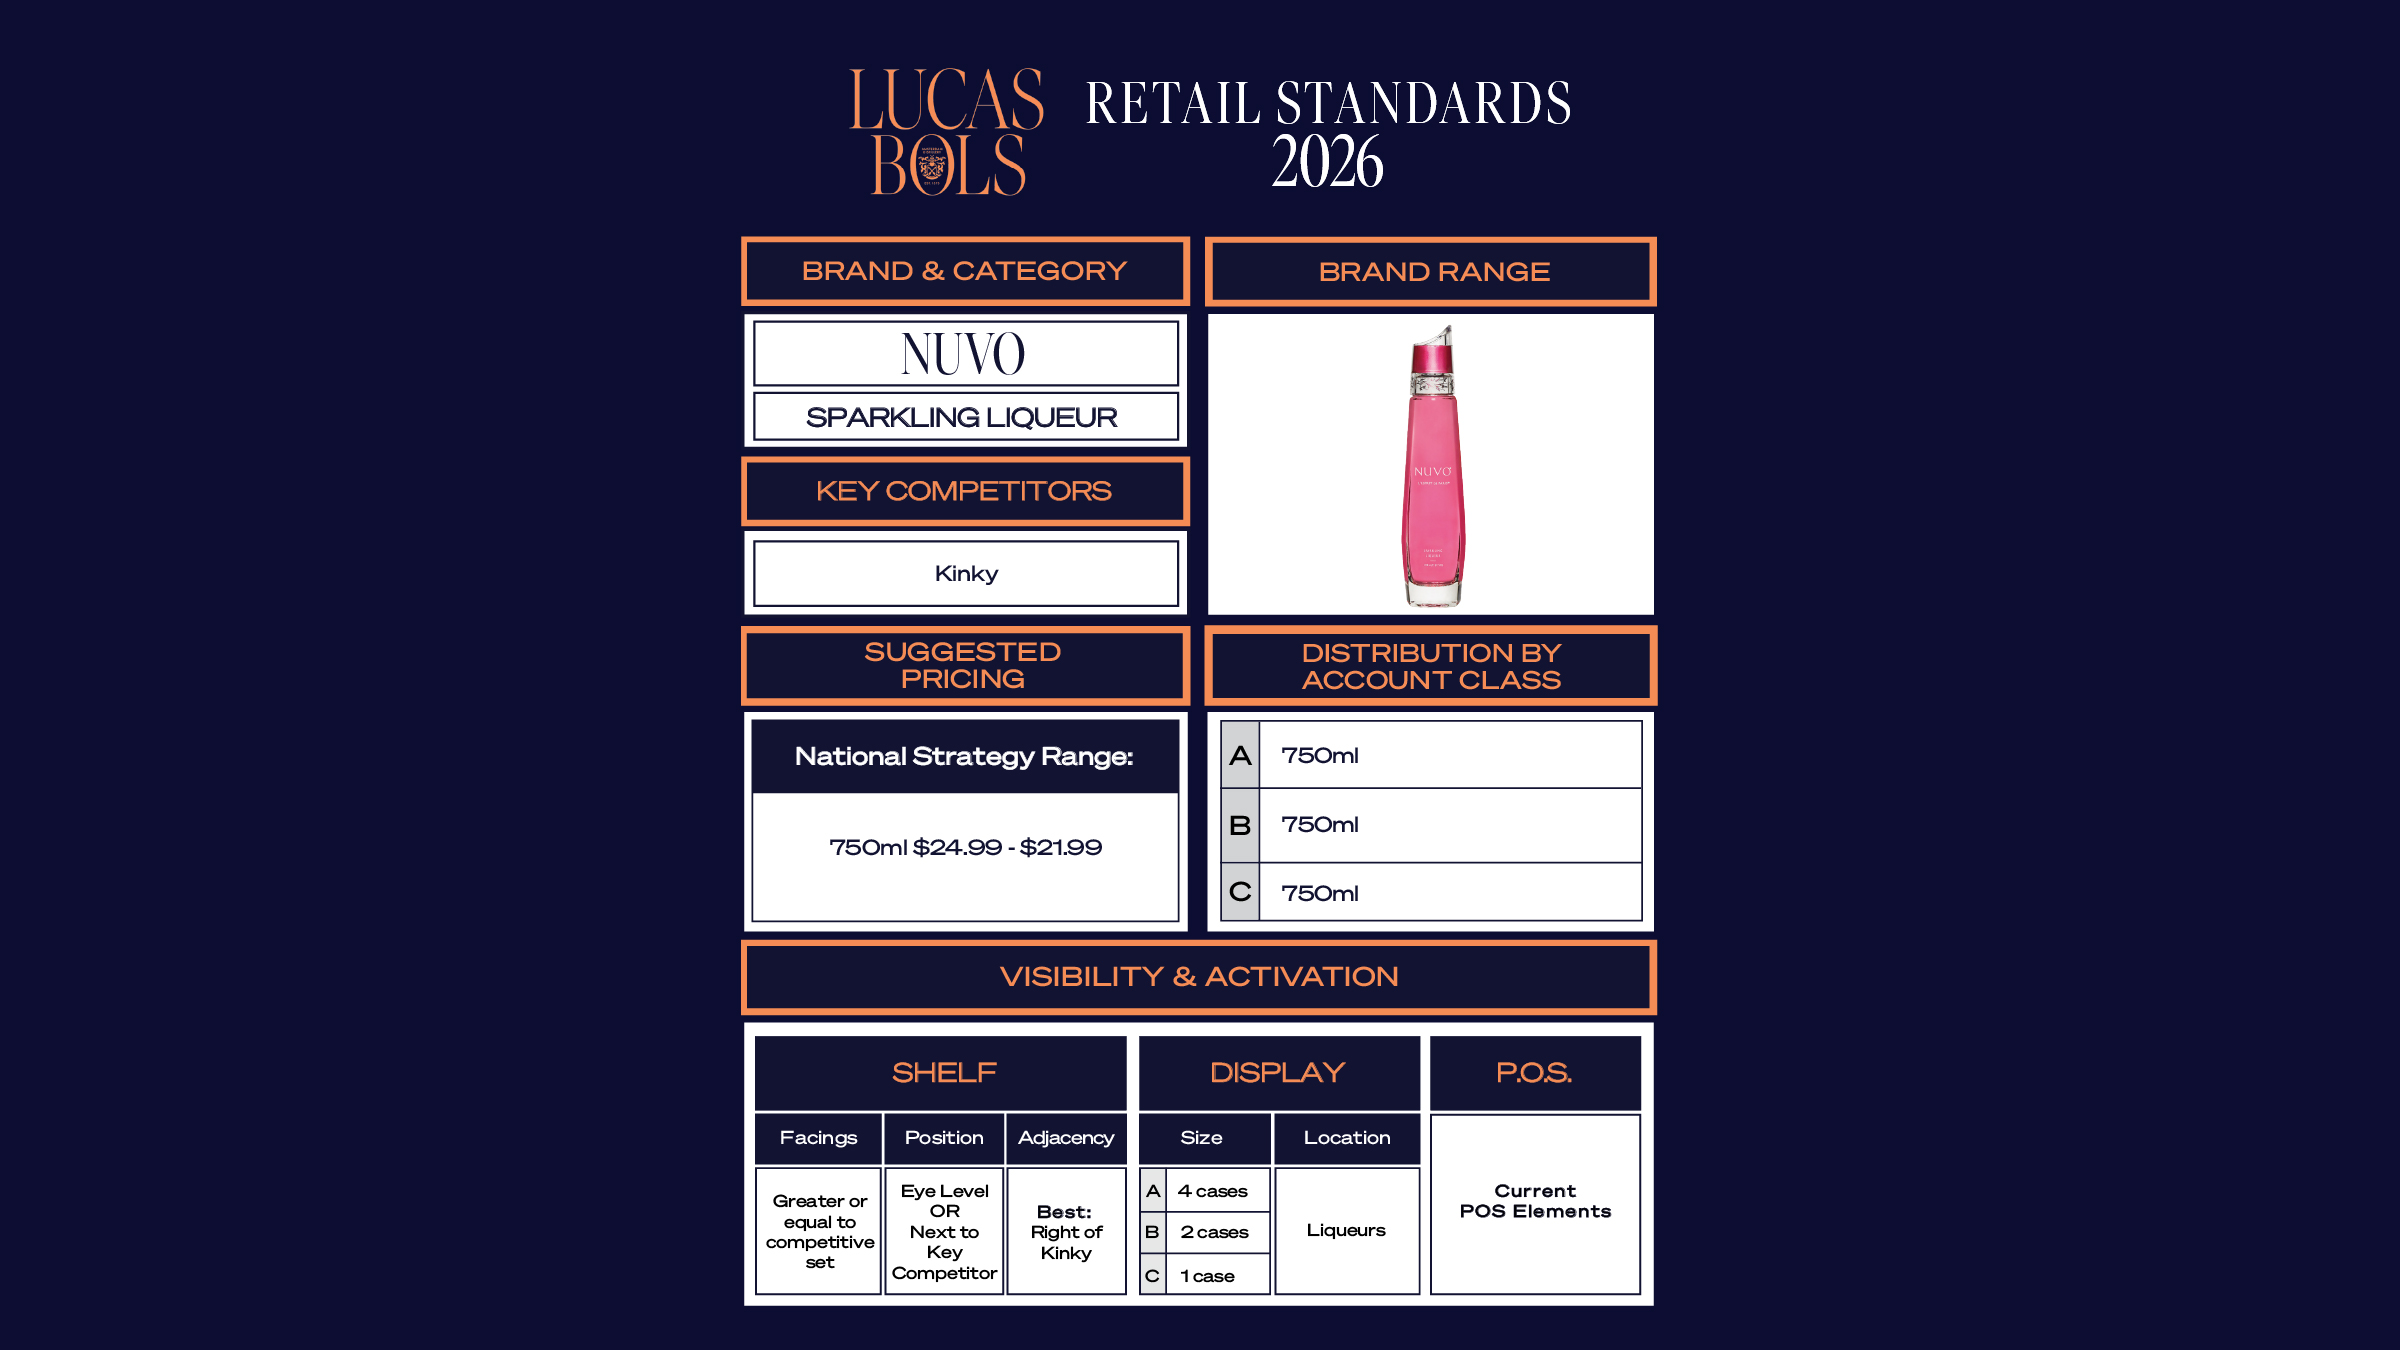 LUCAS
BOLS
RETAIL STANDARDS
2026
BRAND & CATEGORY
NUVO
SPARKLING LIQUEUR
KEY COMPETITORS
Kinky
BRAND RANGE
NUVO
SUGGESTED
PRICING
National Strategy Range:
750ml $24.99 - $21.99
DISTRIBUTION BY
ACCOUNT CLASS
A 750ml
B 750ml
C 750ml
VISIBILITY & ACTIVATION
SHELF
Facings
Greater or
equal to
competitive
set
Position
Eye Level
OR
Next to
Key
Competitor
Adjacency
Best:
Right of
Kinky
DISPLAY
Size
A 4 cases
B 2 cases
C 1 case
Location
Liqueurs
P.O.S.
Current
POS Elements